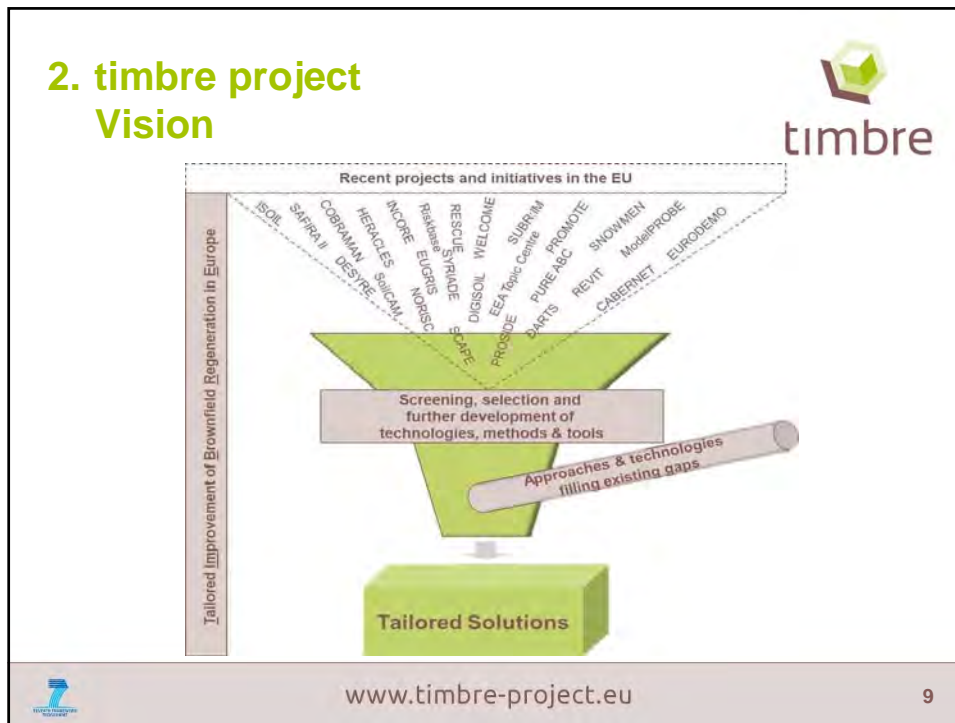 2. timbre project
Vision
timbre
Recent projects and initiatives in the EU
ISOIL
SAFIRA II
DESYRE
COBRAMAN
HERACLES
SoilCAM
INCORE
Riskbase
EUGRIS
NORISC
RESCUE
SYRIADE
SCAPE
WELCOME
DIGISOIL
SUBR:IM
EEA Topic Centre
PROSIDE
PROMOTE
PURE ABC
DARTS
SNOWMEN
REVIT
ModelPROBE
CABERNET
EURODEMO
Tailored Improvement of Brownfield Regeneration in Europe
Screening, selection and
further development of
technologies, methods & tools
Approaches & technologies
filling existing gaps
Tailored Solutions
www.timbre-project.eu
9